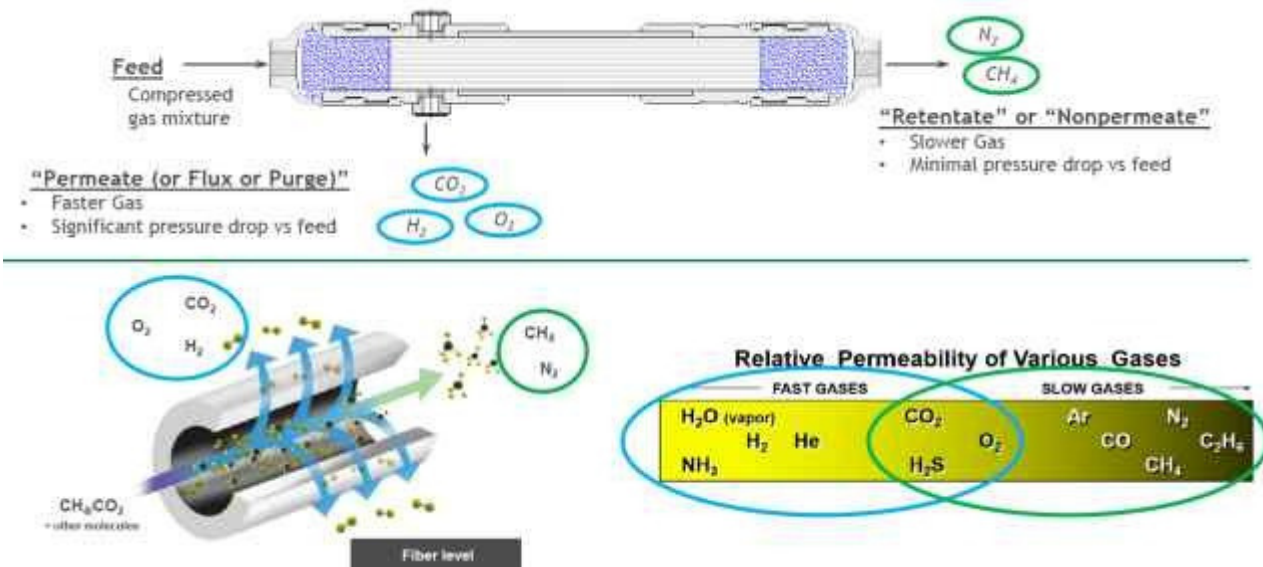 N₂
CH₄
Feed
Compressed
gas mixture
"Retentate" or "Nonpermeate"
• Slower Gas
• Minimal pressure drop vs feed
"Permeate (or Flux or Purge)"
• Faster Gas
• Significant pressure drop vs feed
CO₂
H₂
O₂
CO₂
O₂
H₂
CH₄
N₂
CH₄CO₂
+ other molecules
Fiber level
Relative Permeability of Various Gases
FAST GASES SLOW GASES
H₂O (vapor) CO₂ Ar N₂
H₂ He O₂ CO C₂H₆
NH₃ H₂S CH₄